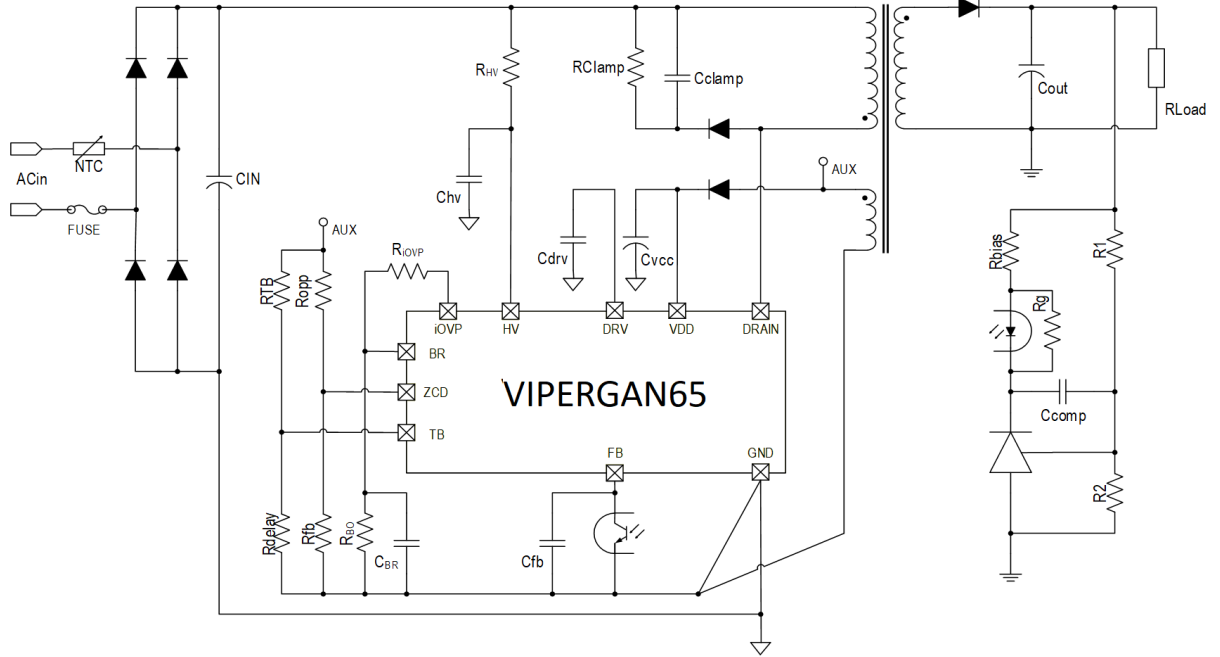 RHV
RClamp
Cclamp
Cout
RLoad
NTC
ACin
CIN
AUX
FUSE
Chv
AUX
RiOVP
Cdrv
Cvcc
Rbias
R1
RTB
Ropp
Rg
iOVP
HV
DRV
VDD
DRAIN
BR
ZCD
VIPERGAN65
TB
Ccomp
FB
GND
R2
Rdelay
Rfb
RBO
CBR
Cfb